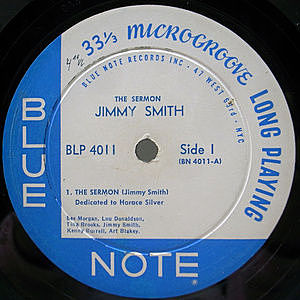 33⅓ MICROGROOVE LONG PLAYING
BLUE NOTE RECORDS INC · 47 WEST 63rd · NYC
THE SERMON
JIMMY SMITH
BLP 4011
Side 1
(BN 4011-A)
1. THE SERMON (Jimmy Smith)
Dedicated to Horace Silver
Lee Morgan, Lou Donaldson,
Tina Brooks, Jimmy Smith,
Kenny Burrell, Art Blakey.
BLUE
NOTE®